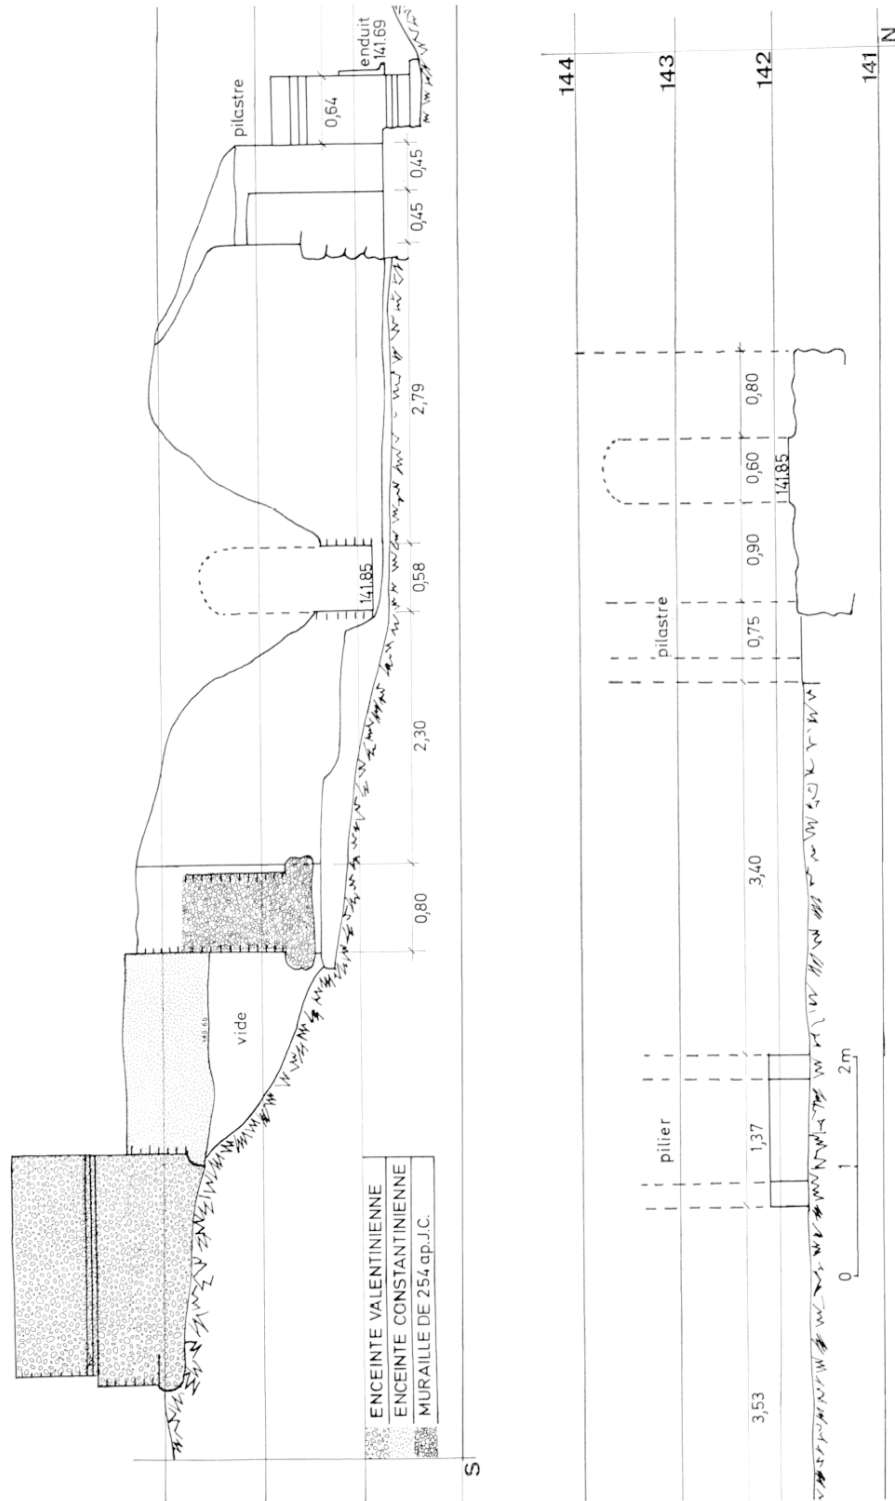 pilastre
enduit
141.69
0,64
vide
141.85
0,80
2,30
0,58
2,79
0,45
0,45
ENCEINTE VALENTINIENNE
ENCEINTE CONSTANTINIENNE
MURAILLE DE 254 ap.J.C.
S
144
143
142
141
N
pilier
pilastre
3,53
1,37
3,40
0,75
0,90
0,60
0,80
141.85
0
1
2m